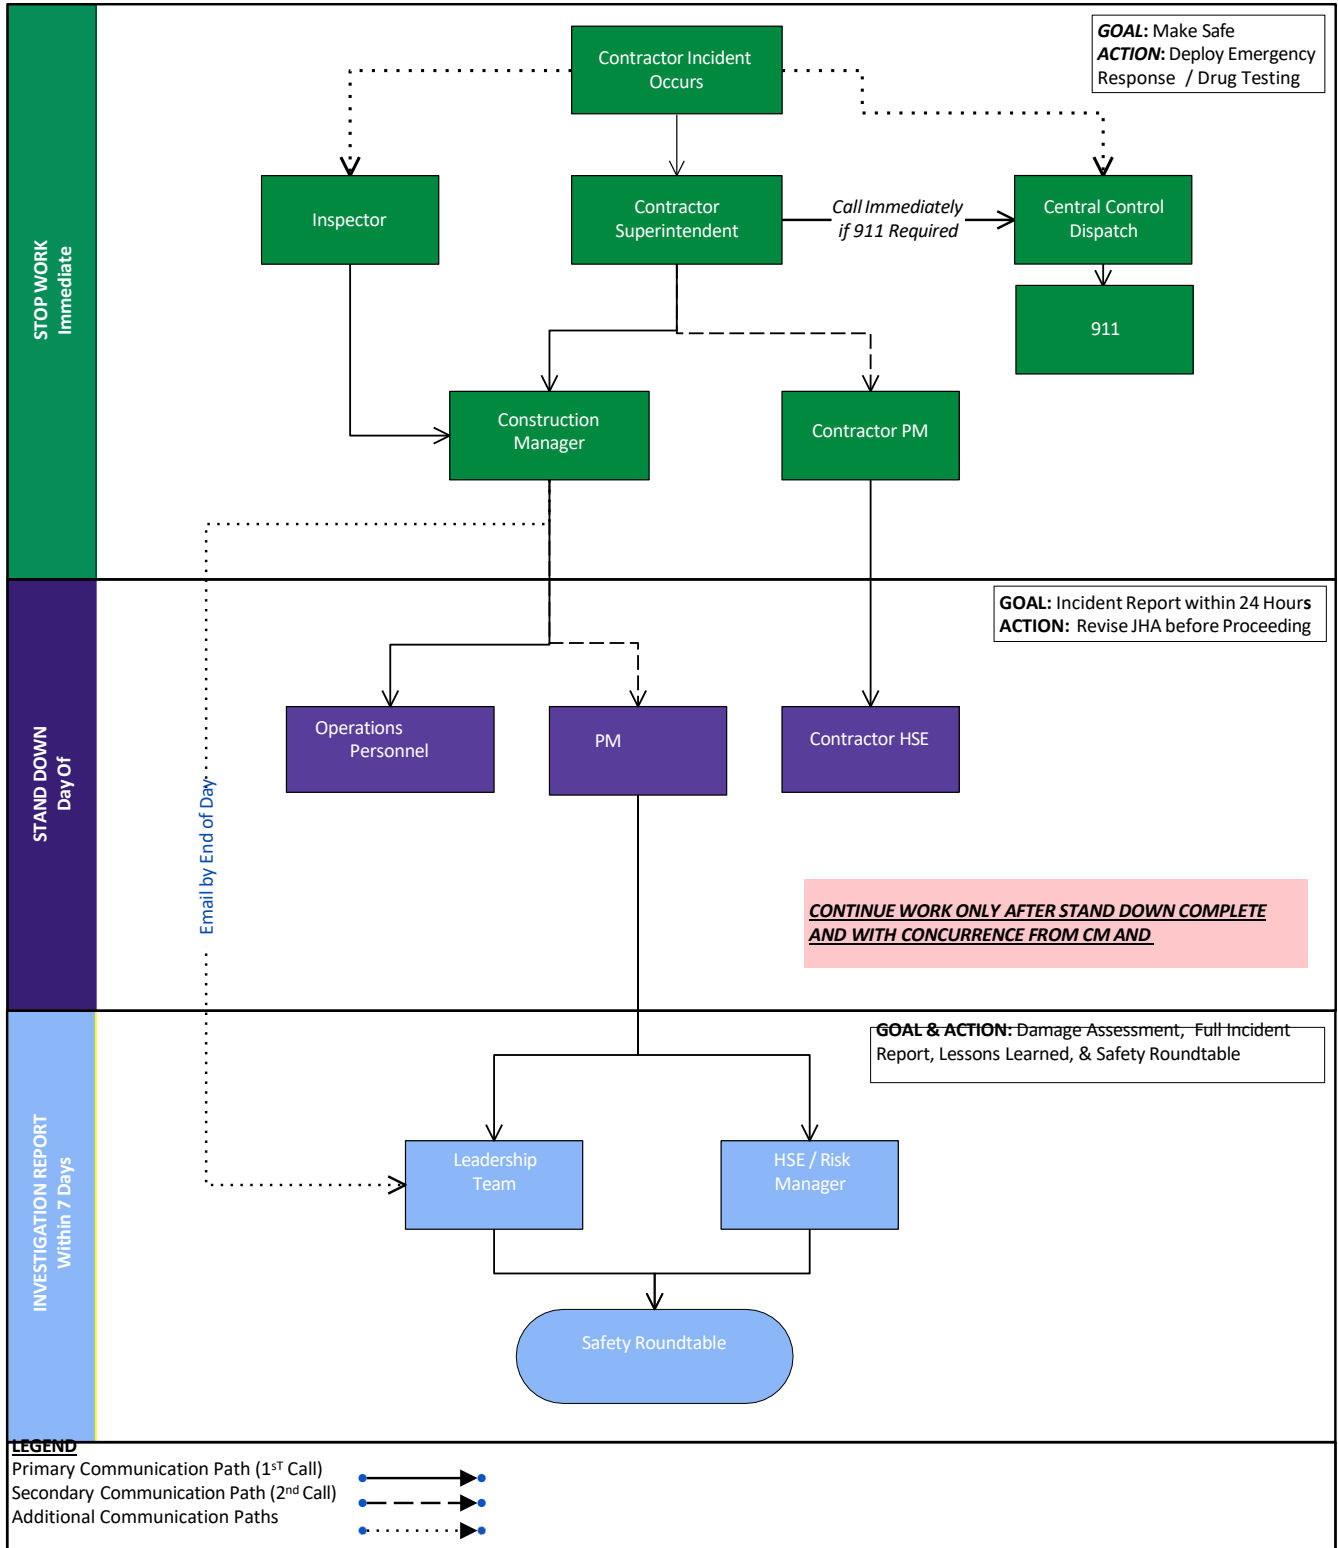 GOAL: Make Safe
ACTION: Deploy Emergency
Response / Drug Testing
Contractor Incident
Occurs
STOP WORK
Immediate
Inspector
Contractor
Superintendent
Call Immediately
if 911 Required
Central Control
Dispatch
911
Construction
Manager
Contractor PM
STAND DOWN
Day Of
GOAL: Incident Report within 24 Hours
ACTION: Revise JHA before Proceeding
Operations
Personnel
PM
Contractor HSE
Email by End of Day
CONTINUE WORK ONLY AFTER STAND DOWN COMPLETE
AND WITH CONCURRENCE FROM CM AND
INVESTIGATION REPORT
Within 7 Days
GOAL & ACTION: Damage Assessment, Full Incident
Report, Lessons Learned, & Safety Roundtable
Leadership
Team
HSE / Risk
Manager
Safety Roundtable
LEGEND
Primary Communication Path (1ST Call)
Secondary Communication Path (2nd Call)
Additional Communication Paths